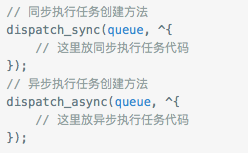 // 同步执行任务创建方法
dispatch_sync(queue, ^{
    // 这里放同步执行任务代码
});
// 异步执行任务创建方法
dispatch_async(queue, ^{
    // 这里放异步执行任务代码
});